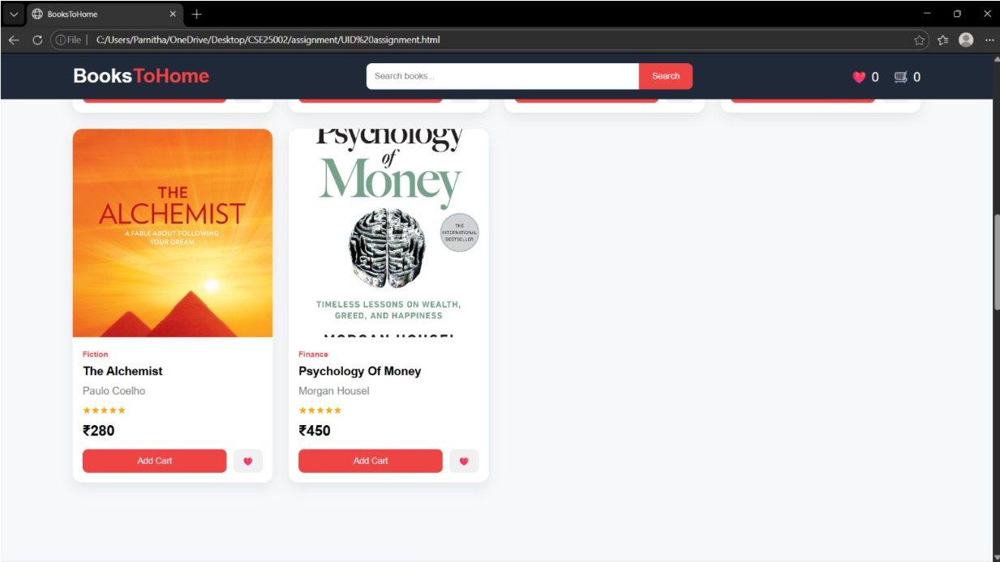 BooksToHome
File
C:/Users/Parnitha/OneDrive/Desktop/CSE25002/assignment/UID%20assignment.html
BooksToHome
Search books...
Search
0
0
THE
ALCHEMIST
A FABLE ABOUT FOLLOWING
YOUR DREAM
Fiction
The Alchemist
Paulo Coelho
★★★★★
₹280
Add Cart
Psychology
of
Money
THE
INTERNATIONAL
BESTSELLER
TIMELESS LESSONS ON WEALTH,
GREED, AND HAPPINESS
MORGAN HOUSEL
Finance
Psychology Of Money
Morgan Housel
★★★★★
₹450
Add Cart